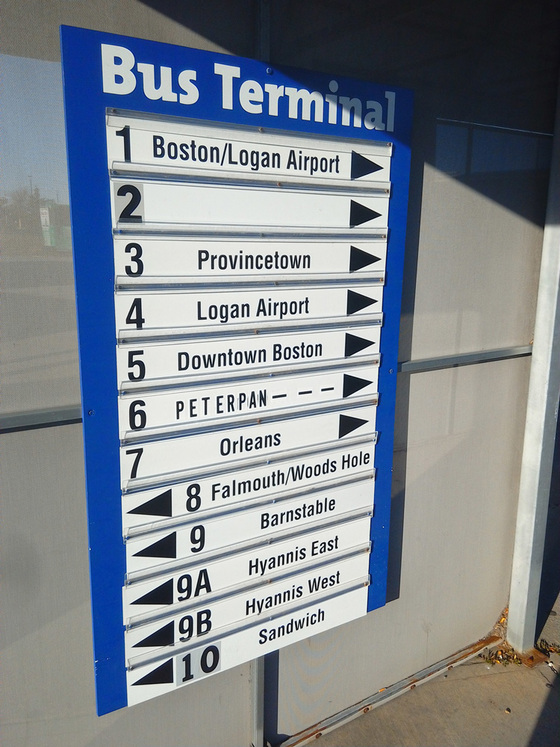 Bus Terminal
1 Boston/Logan Airport
2
3 Provincetown
4 Logan Airport
5 Downtown Boston
6 PETERPAN---
7 Orleans
8 Falmouth/Woods Hole
9 Barnstable
9A Hyannis East
9B Hyannis West
10 Sandwich